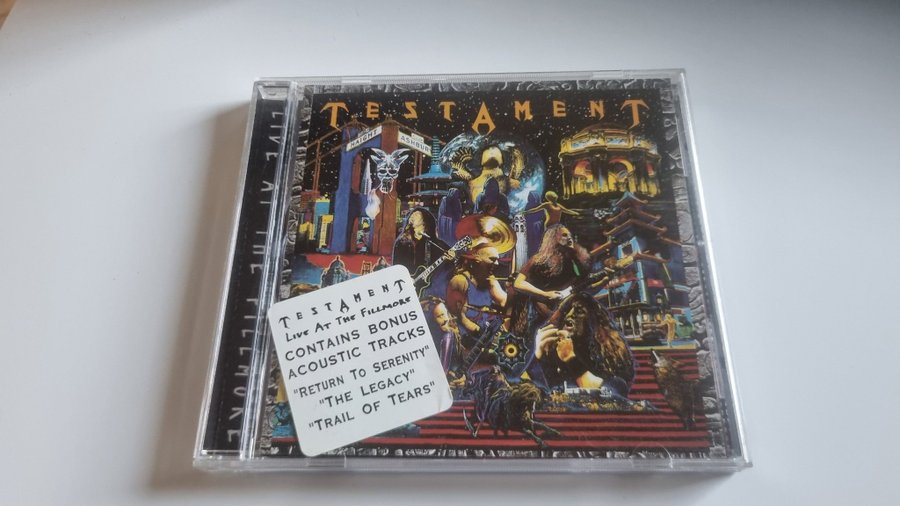 TESTAMENT
HAIGHT
ASHBURY
LIVE AT THE FILLMORE
TESTAMENT
LIVE AT THE FILLMORE
CONTAINS BONUS
ACOUSTIC TRACKS
"RETURN TO SERENITY"
"THE LEGACY"
"TRAIL OF TEARS"